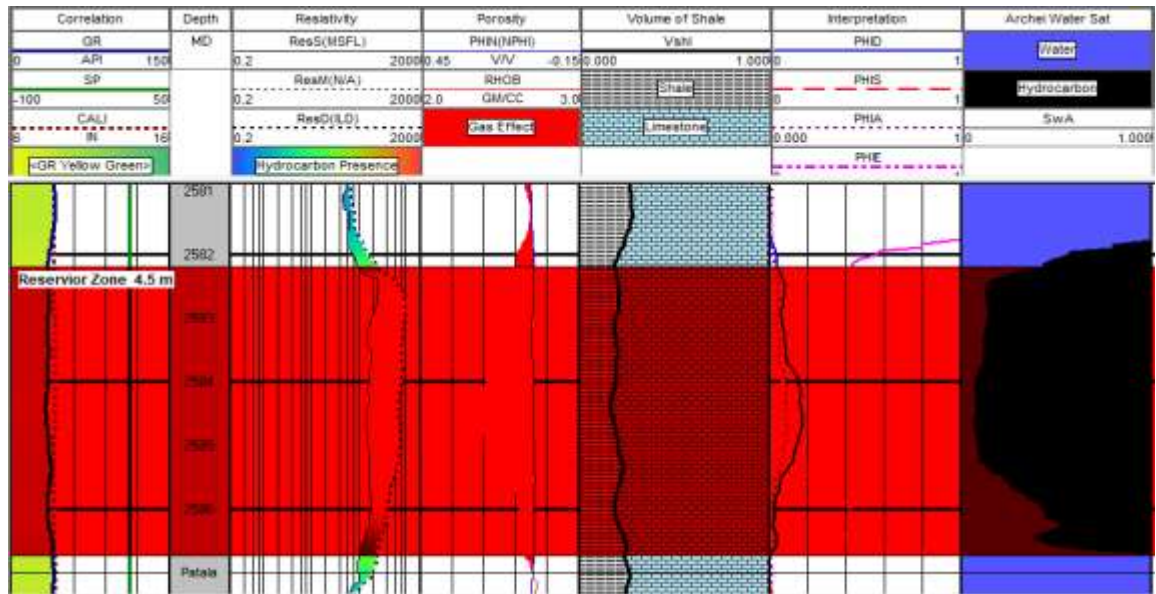 Correlation Depth Resistivity Porosity Volume of Shale Interpretation Archei Water Sat
GR MD ResS(MSFL) PHIN(NPHI) Vshl PHID Water
0 API 150 0.2 2000 0.45 V/V -0.15 0.000 1.000 0 1
SP ResM(N/A) RHOB Shale PHIS Hydrocarbon
-100 50 0.2 2000 2.0 GM/CC 3.0 0 1
CALI ResD(ILD) Gas Effect Limestone PHIA SwA
6 IN 16 0.2 2000 0.000 1 0 1.000
<GR Yellow Green> Hydrocarbon Presence PHIE
2581
2582
Reservior Zone 4.5 m
2583
2584
2585
2586
Patala